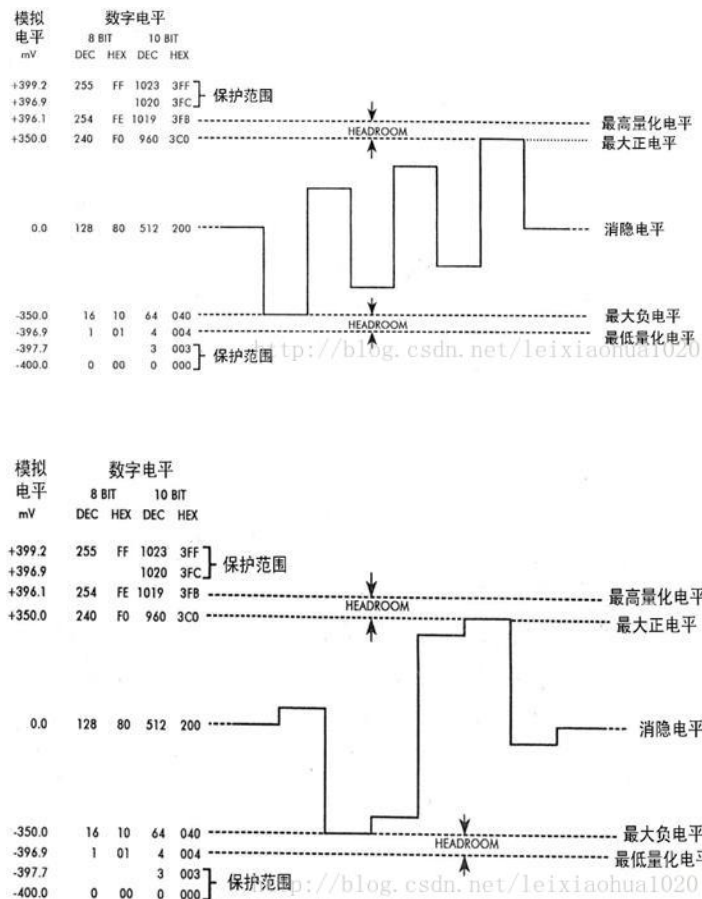 模拟 数字电平
电平 8 BIT 10 BIT
mV DEC HEX DEC HEX
+399.2 255 FF 1023 3FF
保护范围
+396.9 1020 3FC
+396.1 254 FE 1019 3FB 最高量化电平
HEADROOM
+350.0 240 F0 960 3C0 最大正电平
0.0 128 80 512 200 消隐电平
-350.0 16 10 64 040 最大负电平
HEADROOM
-396.9 1 01 4 004 最低量化电平
-397.7 3 003
保护范围
-400.0 0 00 0 000
http://blog.csdn.net/leixiaohua1020
模拟 数字电平
电平 8 BIT 10 BIT
mV DEC HEX DEC HEX
+399.2 255 FF 1023 3FF
保护范围
+396.9 1020 3FC
+396.1 254 FE 1019 3FB 最高量化电平
HEADROOM
+350.0 240 F0 960 3C0 最大正电平
0.0 128 80 512 200 消隐电平
-350.0 16 10 64 040 最大负电平
HEADROOM
-396.9 1 01 4 004 最低量化电平
-397.7 3 003
保护范围
-400.0 0 00 0 000
http://blog.csdn.net/leixiaohua1020